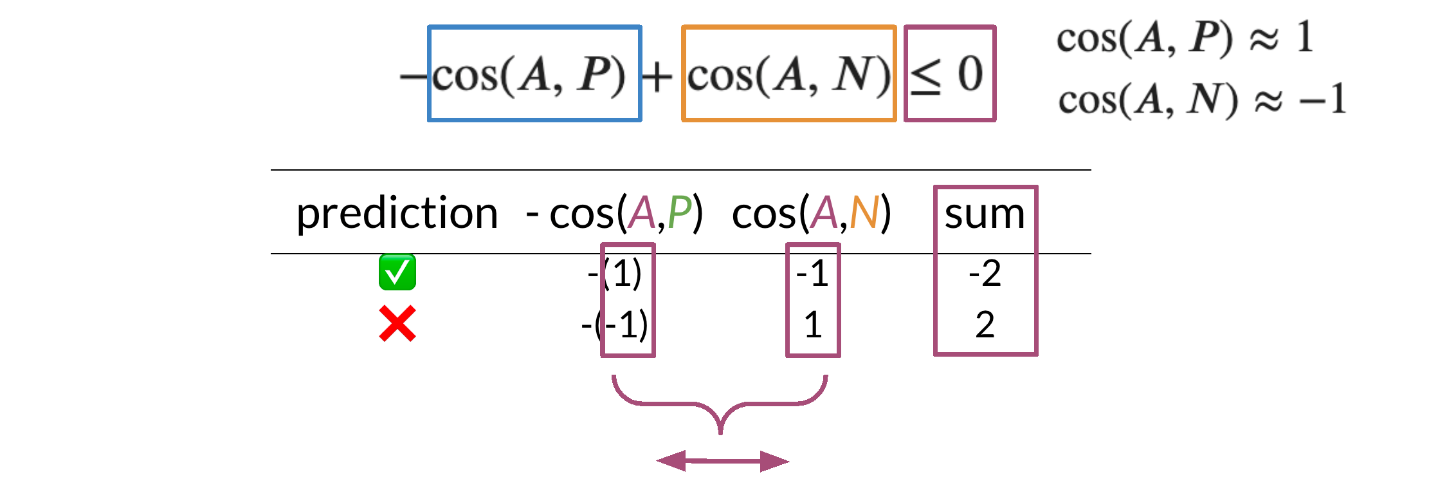 −cos(A, P) + cos(A, N) ≤ 0
cos(A, P) ≈ 1
cos(A, N) ≈ −1
prediction - cos(A,P) cos(A,N) sum
✅ -(1) -1 -2
❌ -(-1) 1 2